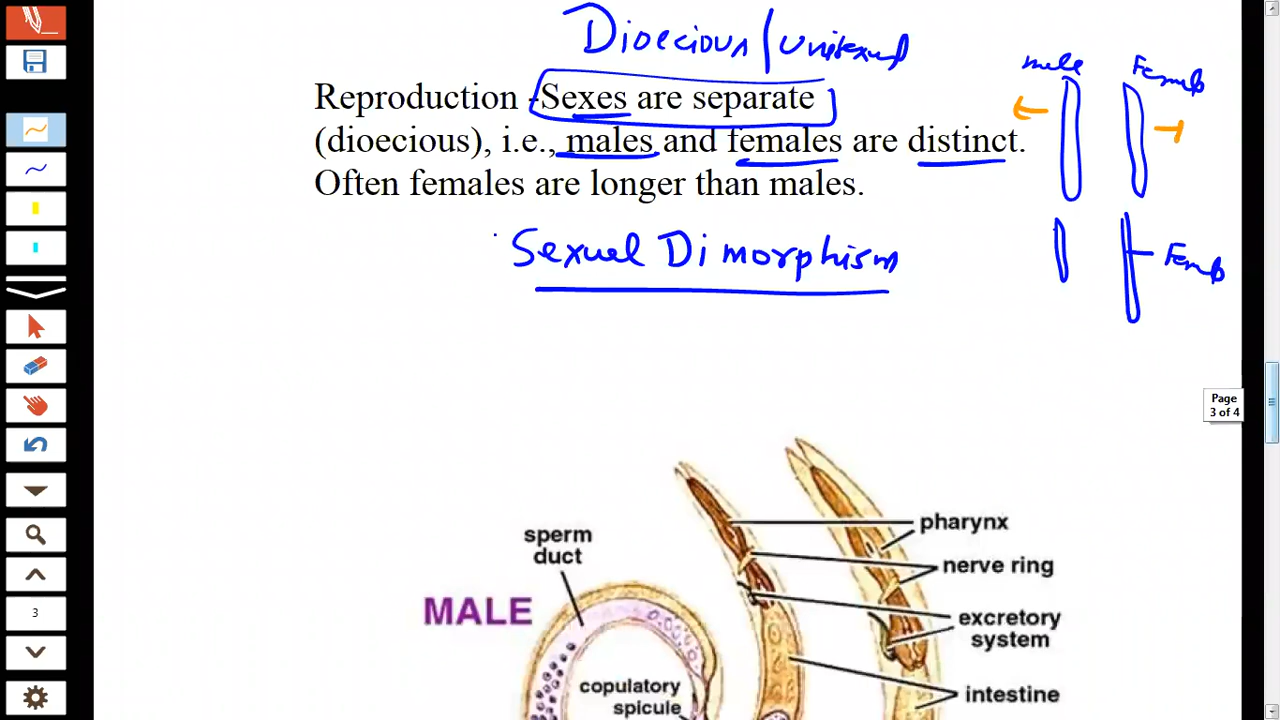 Dioecious/unisexual
male
Female
Reproduction -Sexes are separate
(dioecious), i.e., males and females are distinct.
Often females are longer than males.
Sexual Dimorphism
Female
Page
3 of 4
pharynx
sperm
duct
nerve ring
MALE
excretory
system
copulatory
spicule
intestine
3